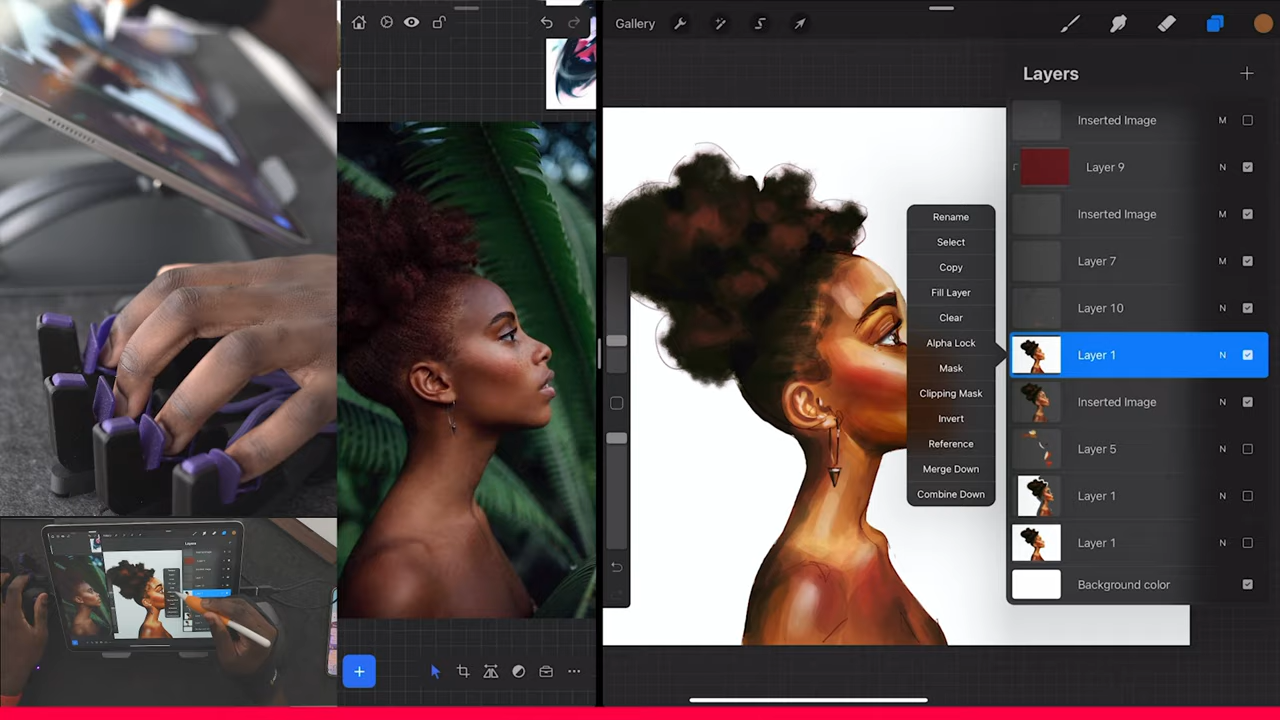 Gallery
Layers
Inserted Image M
Layer 9 N
Inserted Image M
Layer 7 M
Layer 10 N
Layer 1 N
Inserted Image N
Layer 5 N
Layer 1 N
Layer 1 N
Background color
Rename
Select
Copy
Fill Layer
Clear
Alpha Lock
Mask
Clipping Mask
Invert
Reference
Merge Down
Combine Down